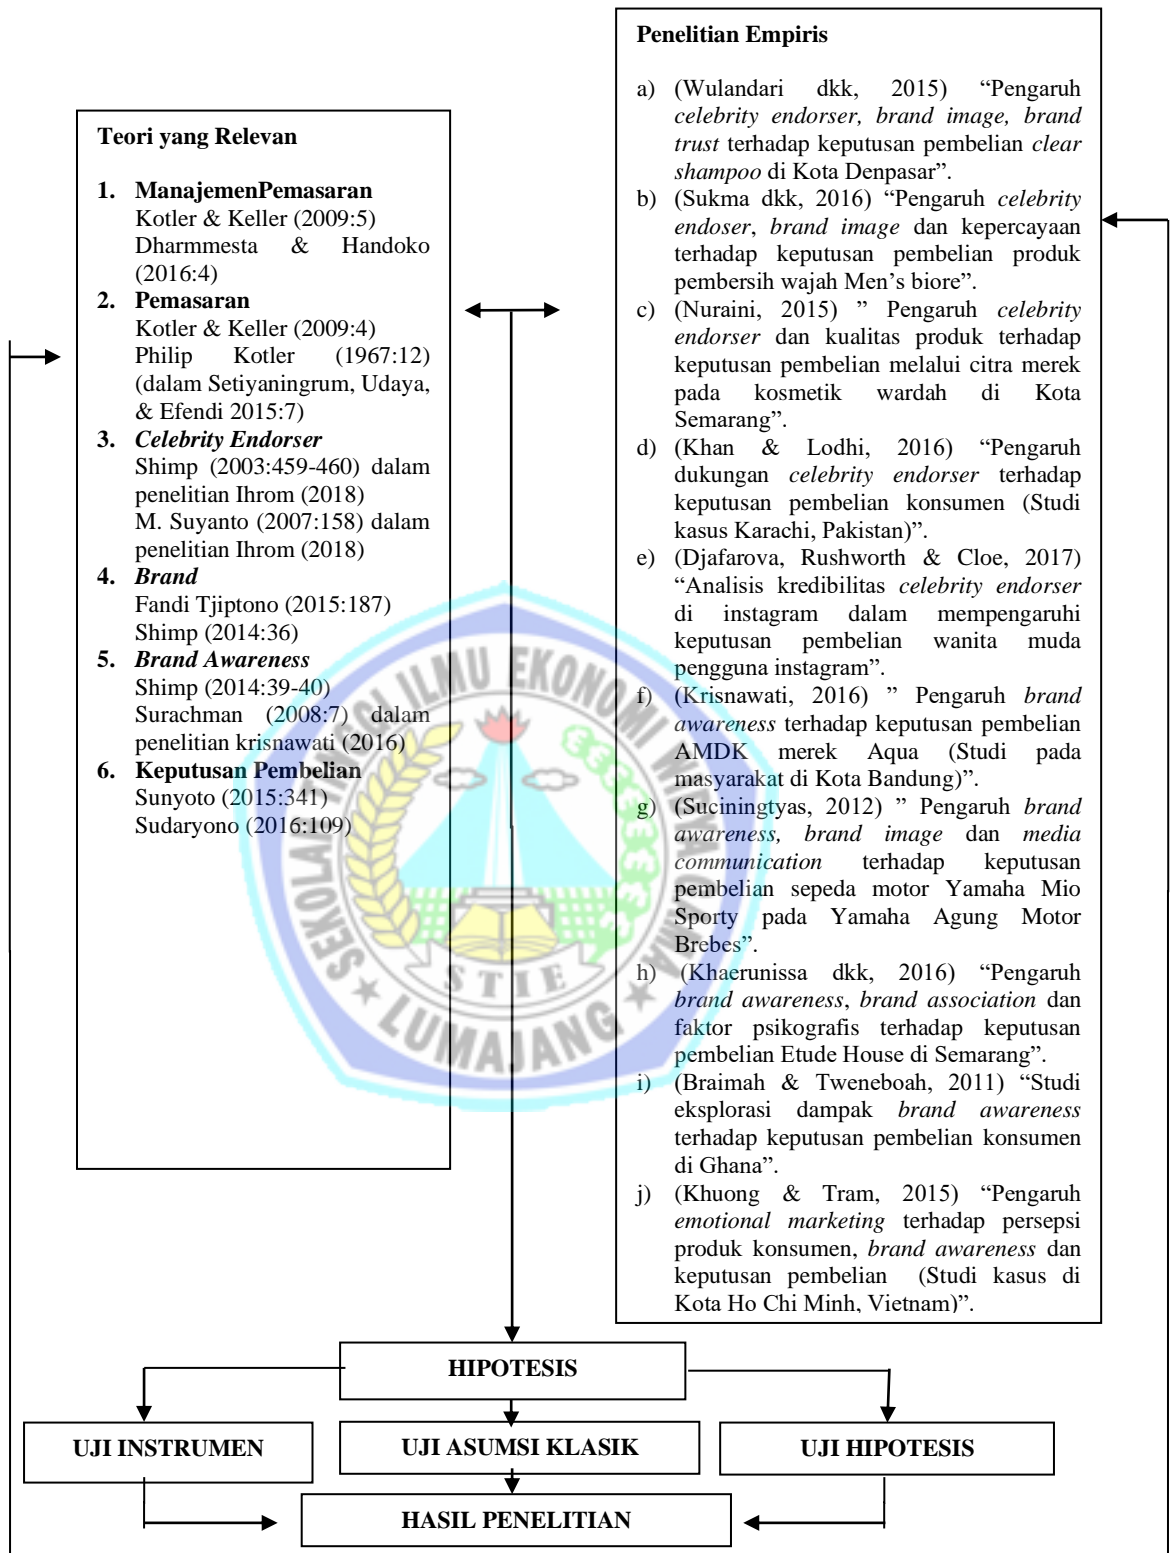 Teori yang Relevan
1. ManajemenPemasaran
Kotler & Keller (2009:5)
Dharmmesta & Handoko
(2016:4)
2. Pemasaran
Kotler & Keller (2009:4)
Philip Kotler (1967:12)
(dalam Setiyaningrum, Udaya,
& Efendi 2015:7)
3. Celebrity Endorser
Shimp (2003:459-460) dalam
penelitian Ihrom (2018)
M. Suyanto (2007:158) dalam
penelitian Ihrom (2018)
4. Brand
Fandi Tjiptono (2015:187)
Shimp (2014:36)
5. Brand Awareness
Shimp (2014:39-40)
Surachman (2008:7) dalam
penelitian krisnawati (2016)
6. Keputusan Pembelian
Sunyoto (2015:341)
Sudaryono (2016:109)
Penelitian Empiris
a) (Wulandari dkk, 2015) “Pengaruh
celebrity endorser, brand image, brand
trust terhadap keputusan pembelian clear
shampoo di Kota Denpasar”.
b) (Sukma dkk, 2016) “Pengaruh celebrity
endoser, brand image dan kepercayaan
terhadap keputusan pembelian produk
pembersih wajah Men’s biore”.
c) (Nuraini, 2015) ” Pengaruh celebrity
endorser dan kualitas produk terhadap
keputusan pembelian melalui citra merek
pada kosmetik wardah di Kota
Semarang”.
d) (Khan & Lodhi, 2016) “Pengaruh
dukungan celebrity endorser terhadap
keputusan pembelian konsumen (Studi
kasus Karachi, Pakistan)”.
e) (Djafarova, Rushworth & Cloe, 2017)
“Analisis kredibilitas celebrity endorser
di instagram dalam mempengaruhi
keputusan pembelian wanita muda
pengguna instagram”.
f) (Krisnawati, 2016) ” Pengaruh brand
awareness terhadap keputusan pembelian
AMDK merek Aqua (Studi pada
masyarakat di Kota Bandung)”.
g) (Suciningtyas, 2012) ” Pengaruh brand
awareness, brand image dan media
communication terhadap keputusan
pembelian sepeda motor Yamaha Mio
Sporty pada Yamaha Agung Motor
Brebes”.
h) (Khaerunissa dkk, 2016) “Pengaruh
brand awareness, brand association dan
faktor psikografis terhadap keputusan
pembelian Etude House di Semarang”.
i) (Braimah & Tweneboah, 2011) “Studi
eksplorasi dampak brand awareness
terhadap keputusan pembelian konsumen
di Ghana”.
j) (Khuong & Tram, 2015) “Pengaruh
emotional marketing terhadap persepsi
produk konsumen, brand awareness dan
keputusan pembelian (Studi kasus di
Kota Ho Chi Minh, Vietnam)”.
SEKOLAH TINGGI ILMU EKONOMI WIDYA GAMA
STIE
LUMAJANG
HIPOTESIS
UJI INSTRUMEN
UJI ASUMSI KLASIK
UJI HIPOTESIS
HASIL PENELITIAN